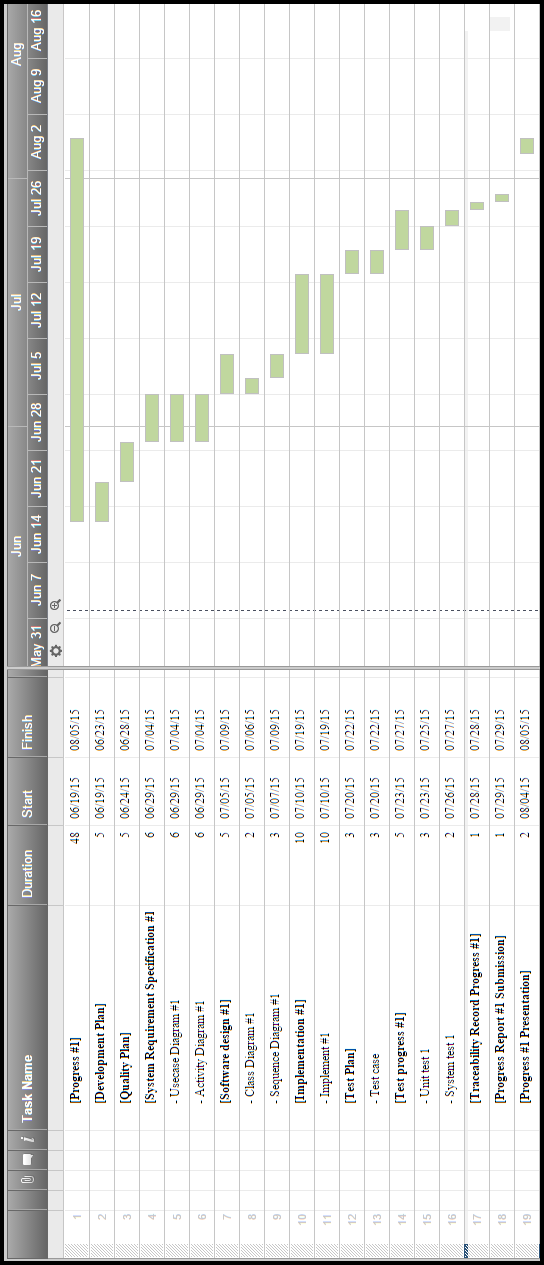 Task Name Duration Start Finish
Jun Jul Aug
May 31 Jun 7 Jun 14 Jun 21 Jun 28 Jul 5 Jul 12 Jul 19 Jul 26 Aug 2 Aug 9 Aug 16
1 [Progress #1] 48 06/19/15 08/05/15
2 [Development Plan] 5 06/19/15 06/23/15
3 [Quality Plan] 5 06/24/15 06/28/15
4 [System Requirement Specification #1] 6 06/29/15 07/04/15
5 - Usecase Diagram #1 6 06/29/15 07/04/15
6 - Activity Diagram #1 6 06/29/15 07/04/15
7 [Software design #1] 5 07/05/15 07/09/15
8 - Class Diagram #1 2 07/05/15 07/06/15
9 - Sequence Diagram #1 3 07/07/15 07/09/15
10 [Implementation #1] 10 07/10/15 07/19/15
11 - Implement #1 10 07/10/15 07/19/15
12 [Test Plan] 3 07/20/15 07/22/15
13 - Test case 3 07/20/15 07/22/15
14 [Test progress #1] 5 07/23/15 07/27/15
15 - Unit test 1 3 07/23/15 07/25/15
16 - System test 1 2 07/26/15 07/27/15
17 [Traceability Record Progress #1] 1 07/28/15 07/28/15
18 [Progress Report #1 Submission] 1 07/29/15 07/29/15
19 [Progress #1 Presentation] 2 08/04/15 08/05/15